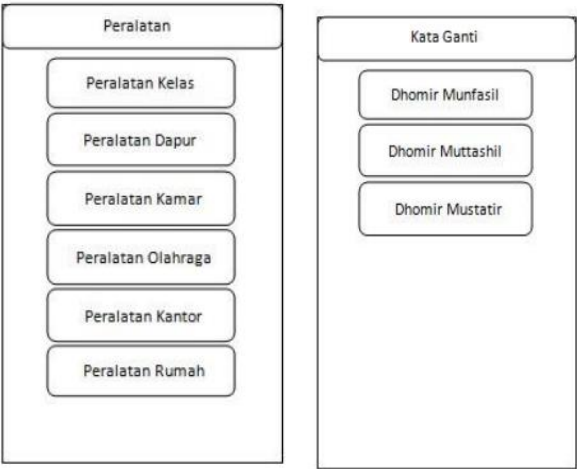 Peralatan
Peralatan Kelas
Peralatan Dapur
Peralatan Kamar
Peralatan Olahraga
Peralatan Kantor
Peralatan Rumah
Kata Ganti
Dhomir Munfasil
Dhomir Muttashil
Dhomir Mustatir